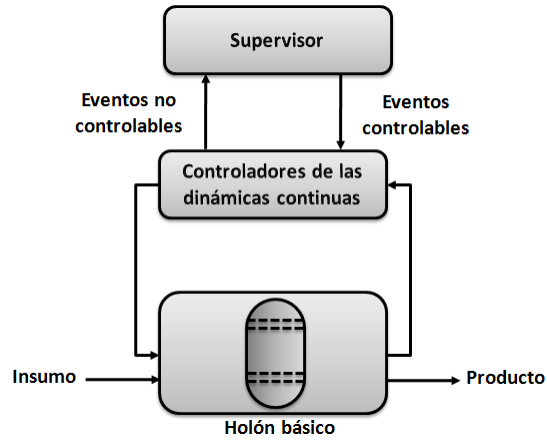 Supervisor
Eventos no
controlables
Eventos
controlables
Controladores de las
dinámicas continuas
Insumo
Producto
Holón básico